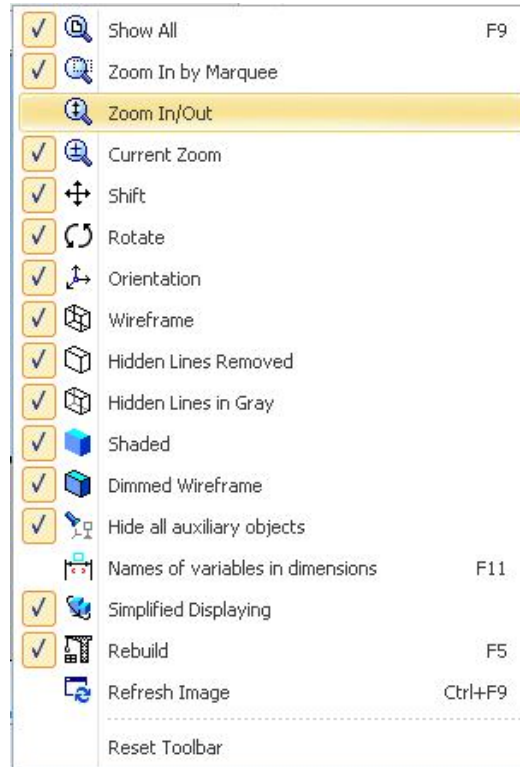 Show All F9
Zoom In by Marquee
Zoom In/Out
Current Zoom
Shift
Rotate
Orientation
Wireframe
Hidden Lines Removed
Hidden Lines in Gray
Shaded
Dimmed Wireframe
Hide all auxiliary objects
Names of variables in dimensions F11
Simplified Displaying
Rebuild F5
Refresh Image Ctrl+F9
Reset Toolbar